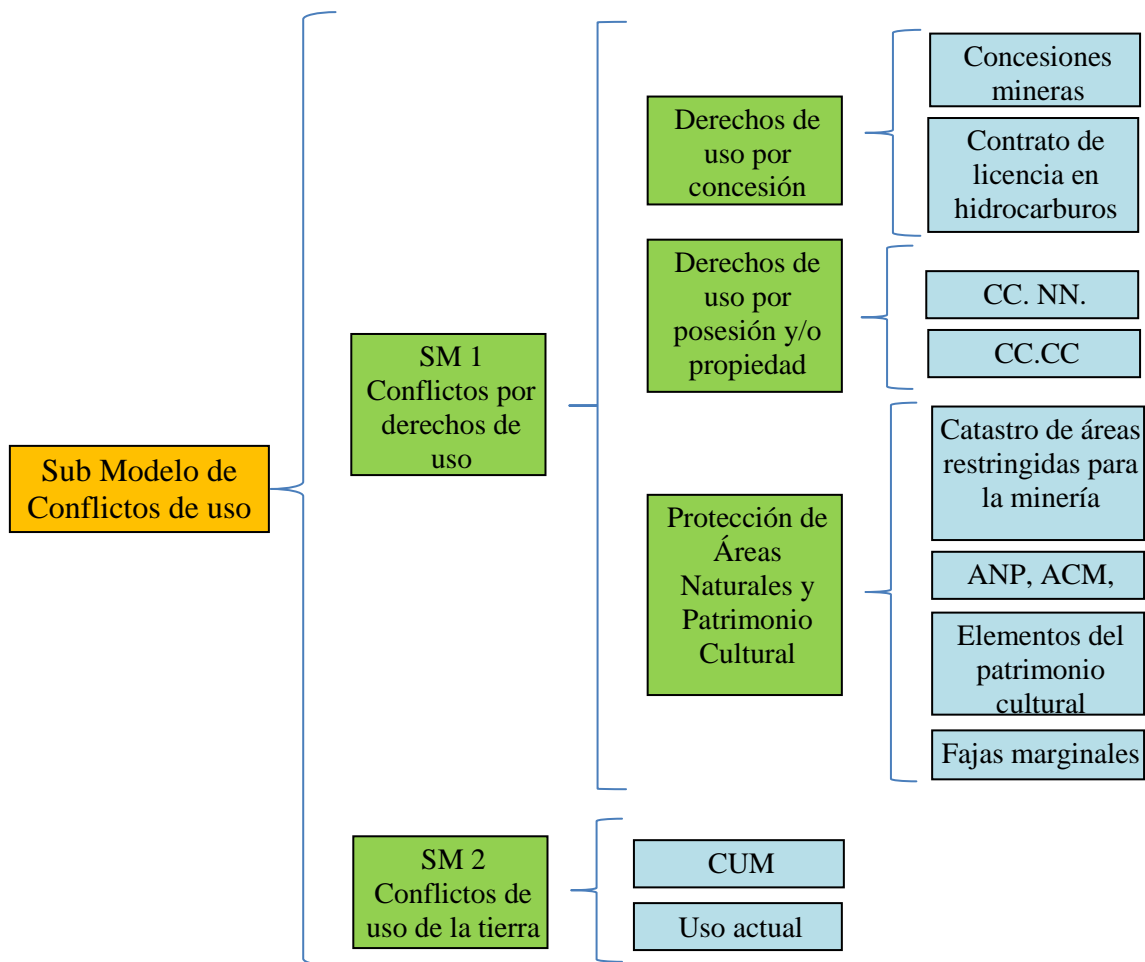 Sub Modelo de
Conflictos de uso
SM 1
Conflictos por
derechos de
uso
Derechos de
uso por
concesión
Concesiones
mineras
Contrato de
licencia en
hidrocarburos
Derechos de
uso por
posesión y/o
propiedad
CC. NN.
CC.CC
Protección de
Áreas
Naturales y
Patrimonio
Cultural
Catastro de áreas
restringidas para
la minería
ANP, ACM,
Elementos del
patrimonio
cultural
Fajas marginales
SM 2
Conflictos de
uso de la tierra
CUM
Uso actual